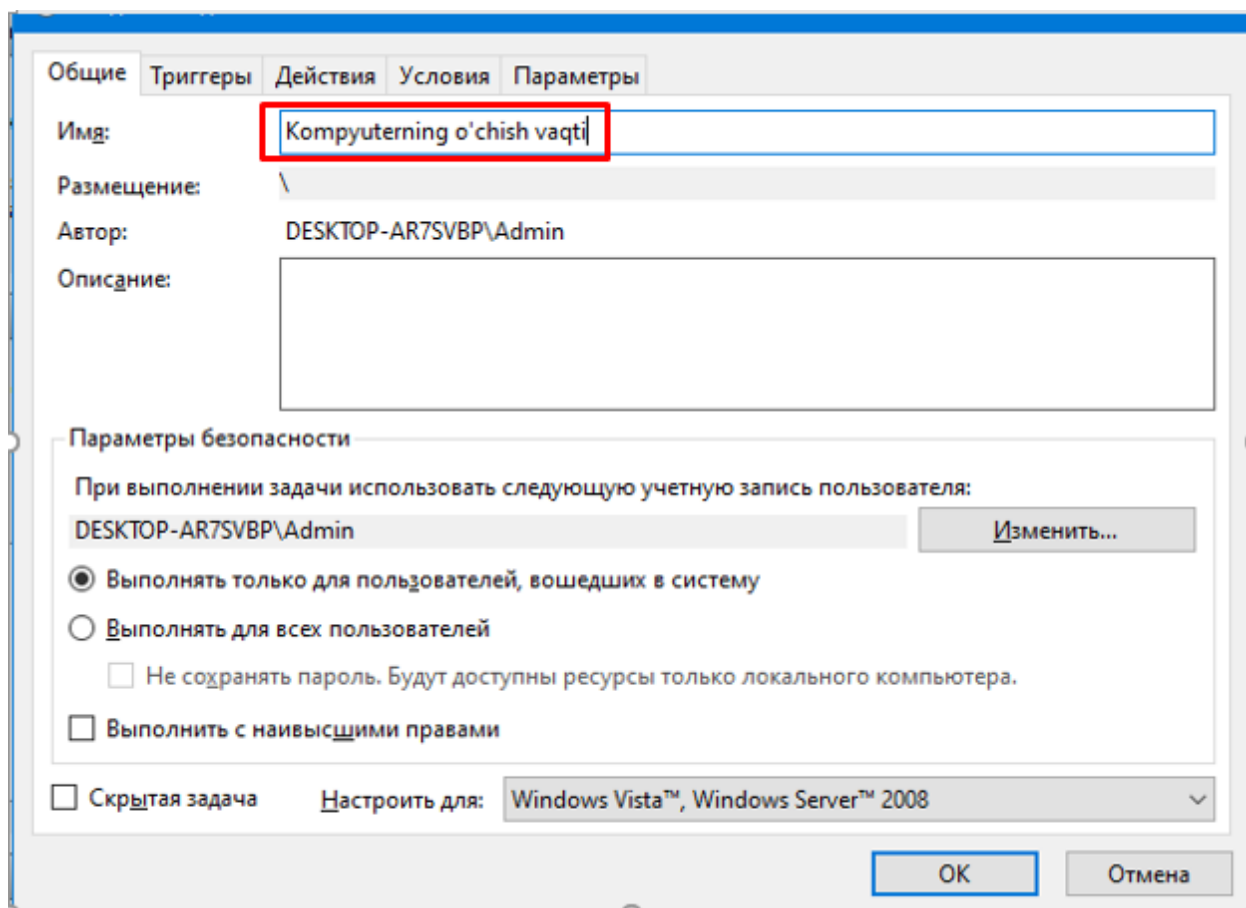 Общие Триггеры Действия Условия Параметры
Имя: Kompyuterning o'chish vaqti
Размещение: \
Автор: DESKTOP-AR7SVBP\Admin
Описание:
Параметры безопасности
При выполнении задачи использовать следующую учетную запись пользователя:
DESKTOP-AR7SVBP\Admin Изменить...
Выполнять только для пользователей, вошедших в систему
Выполнять для всех пользователей
Не сохранять пароль. Будут доступны ресурсы только локального компьютера.
Выполнить с наивысшими правами
Скрытая задача Настроить для: Windows Vista™, Windows Server™ 2008
ОК Отмена